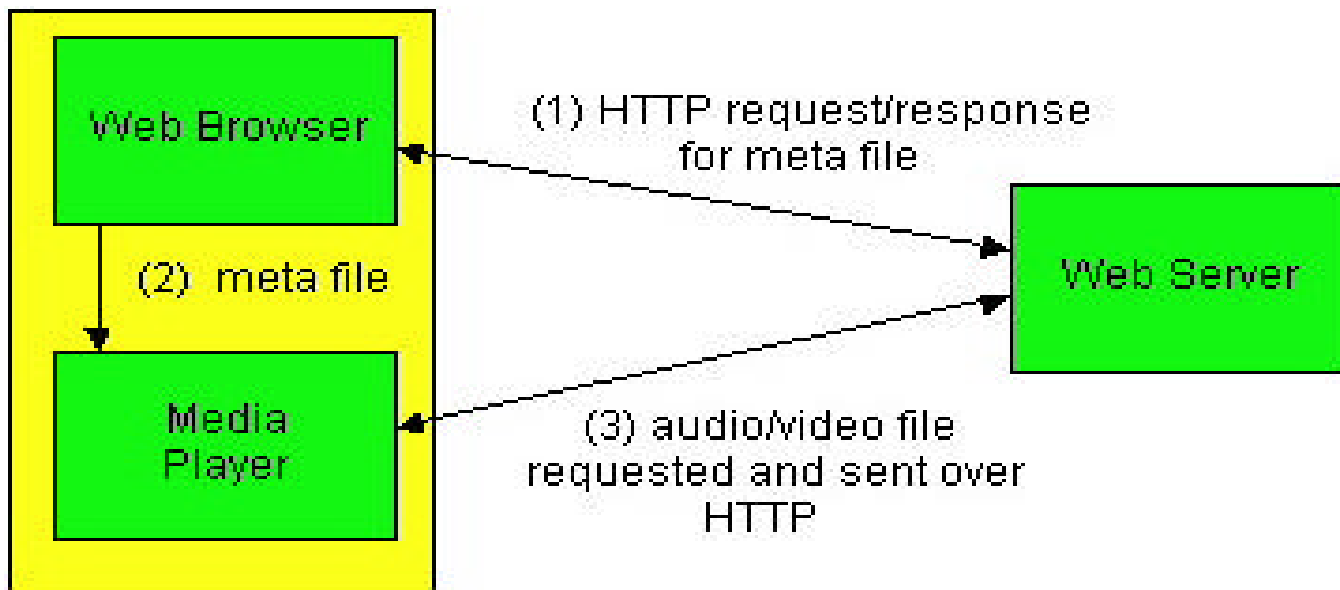 Web Browser
(1) HTTP request/response
for meta file
Web Server
(2) meta file
Media
Player
(3) audio/video file
requested and sent over
HTTP